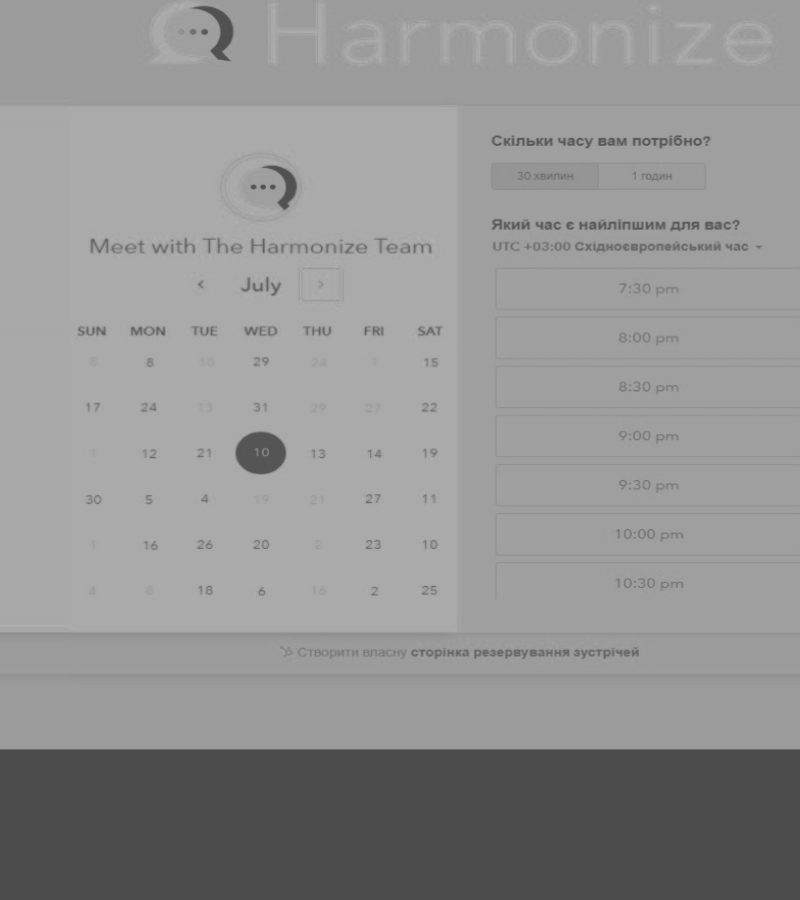 Harmonize
Meet with The Harmonize Team
July
SUN MON TUE WED THU FRI SAT
8 10 29 24 1 15
17 24 13 31 29 27 22
1 12 21 10 13 14 19
30 5 4 19 21 27 11
1 16 26 20 2 23 10
4 8 18 6 16 2 25
Скільки часу вам потрібно?
30 хвилин 1 годин
Який час є найліпшим для вас?
UTC +03:00 Східноєвропейський час
7:30 pm
8:00 pm
8:30 pm
9:00 pm
9:30 pm
10:00 pm
10:30 pm
Створити власну сторінка резервування зустрічей